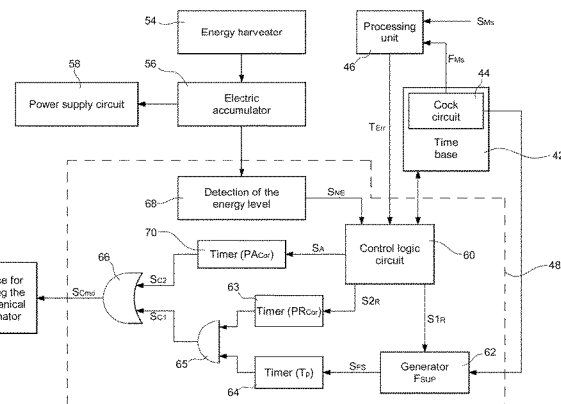 54
Energy harvester
Processing
unit
46
SMs
FMs
58
56
44
Power supply circuit
Electric
accumulator
Cock
circuit
TErr
Time
base
42
68
Detection of the
energy level
SNE
70
66
Timer (PACor)
SA
Control logic
circuit
60
48
ce for
ng the
anical
nator
SCmd
SC2
SC1
63
Timer (PRCor)
S2R
S1R
65
64
Timer (TP)
SFS
Generator
FSUP
62